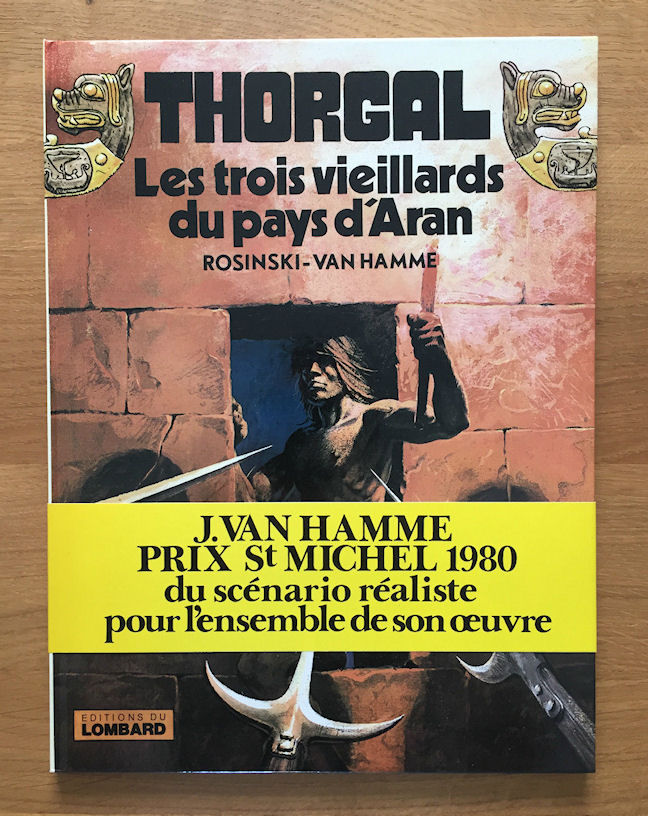 THORGAL
Les trois vieillards
du pays d'Aran
ROSINSKI-VAN HAMME
J. VAN HAMME
PRIX St MICHEL 1980
du scénario réaliste
pour l'ensemble de son œuvre
EDITIONS DU
LOMBARD